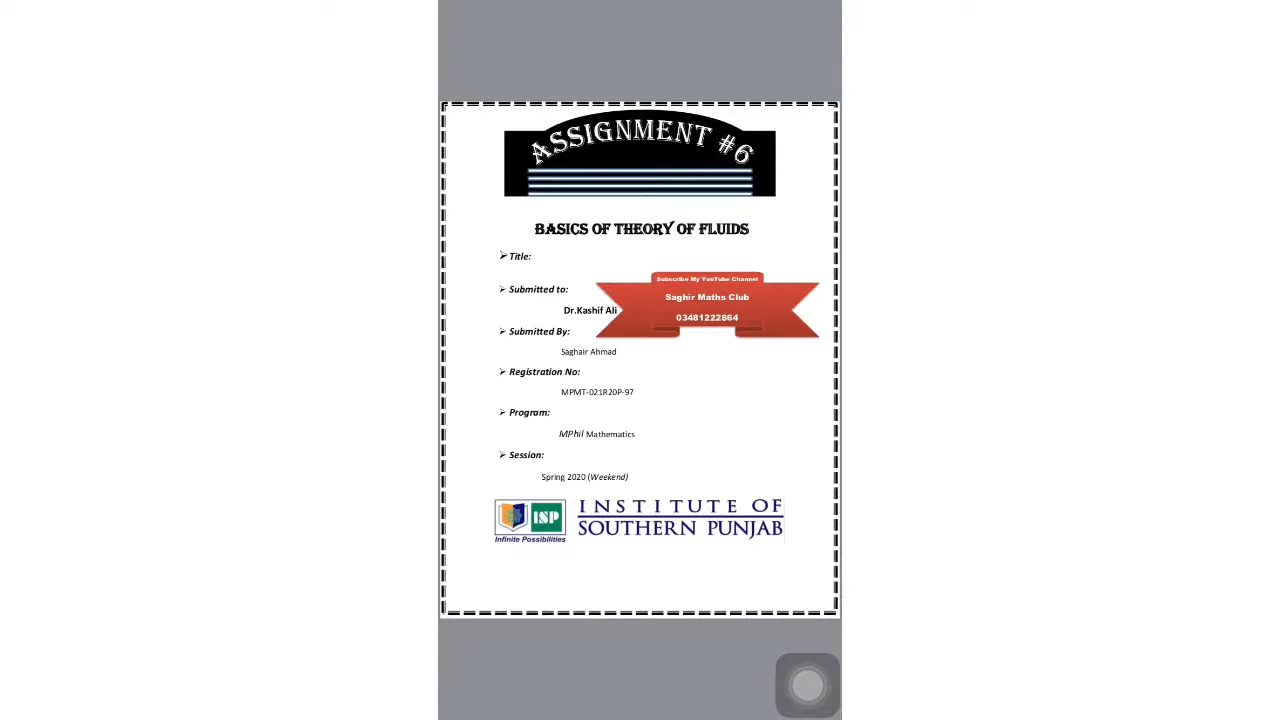 ASSIGNMENT #6
BASICS OF THEORY OF FLUIDS
Title:
Subscribe My YouTube Channel
Saghir Maths Club
03481222864
Submitted to:
Dr.Kashif Ali
Submitted By:
Saghair Ahmad
Registration No:
MPMT-021R20P-97
Program:
MPhil Mathematics
Session:
Spring 2020 (Weekend)
ISP
Infinite Possibilities
INSTITUTE OF
SOUTHERN PUNJAB